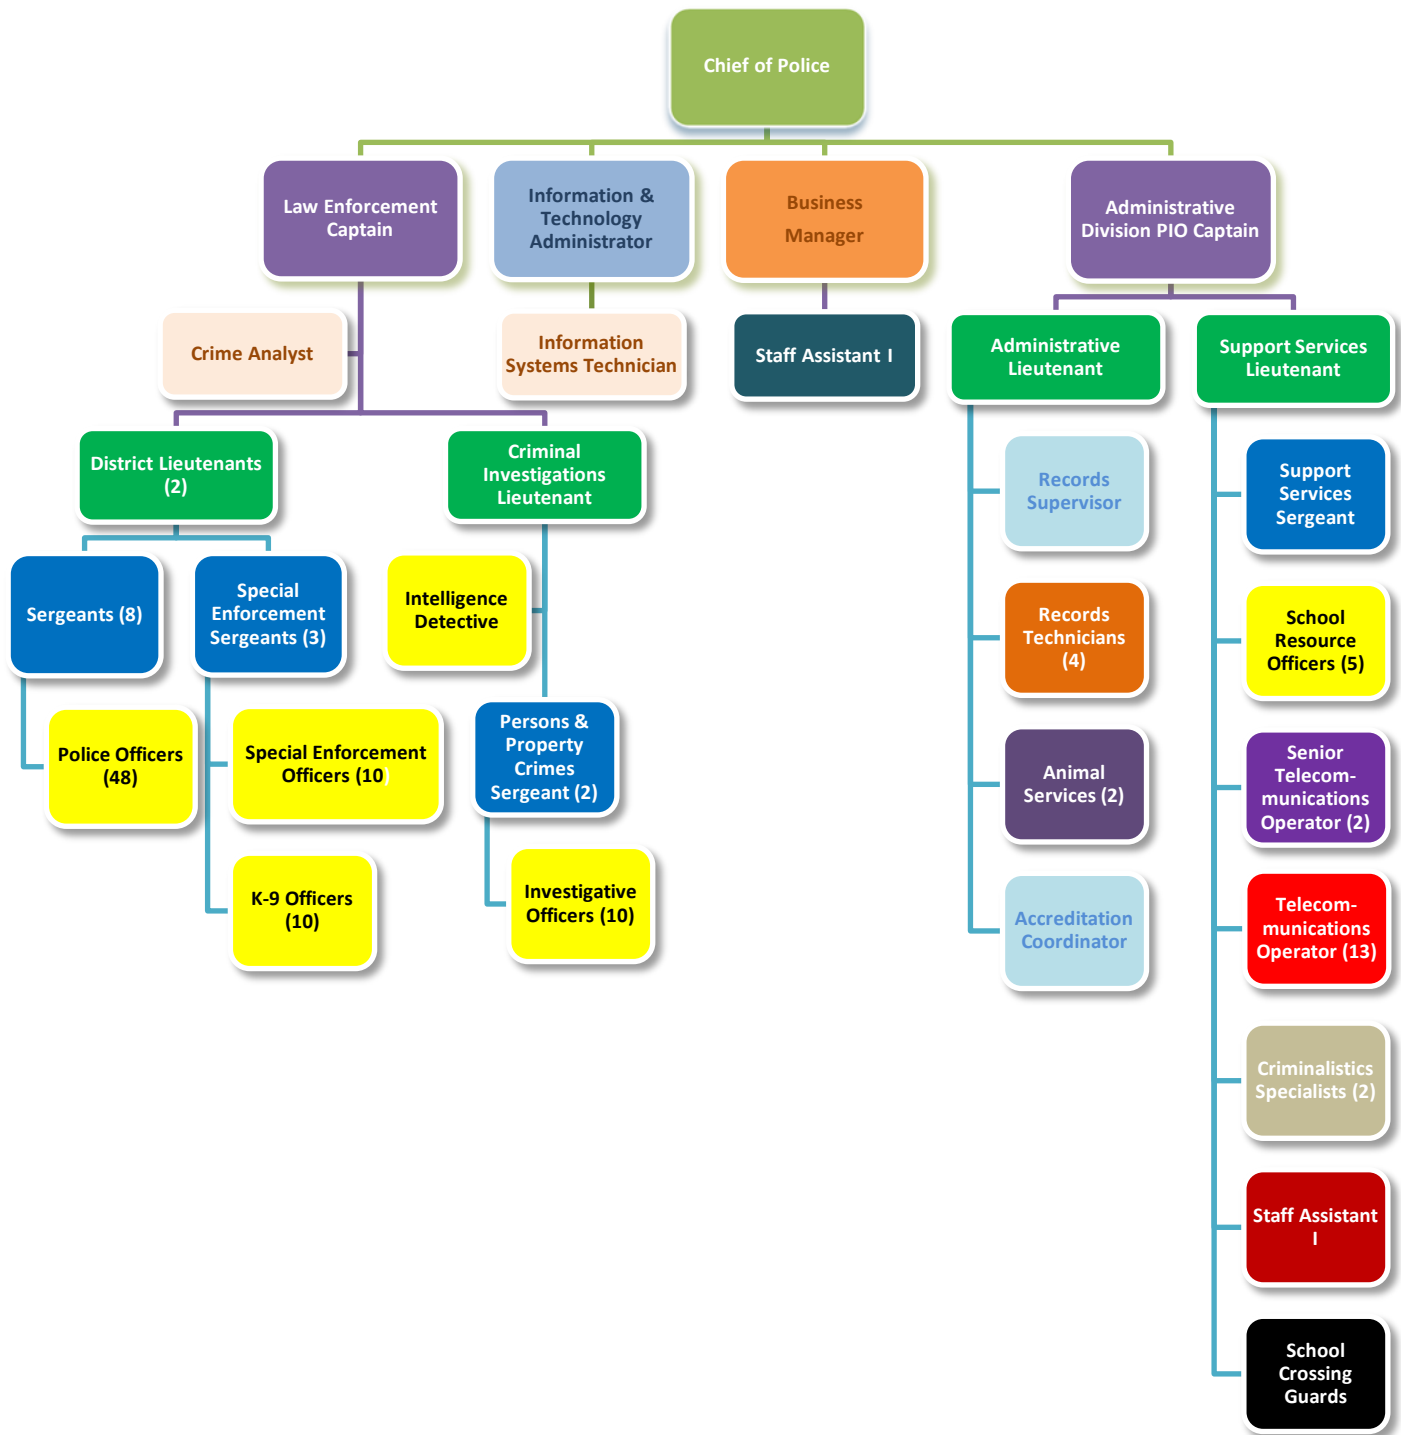 Chief of Police
Law Enforcement
Captain
Information &
Technology
Administrator
Business
Manager
Administrative
Division PIO Captain
Crime Analyst
Information
Systems Technician
Staff Assistant I
Administrative
Lieutenant
Support Services
Lieutenant
District Lieutenants
(2)
Criminal
Investigations
Lieutenant
Records
Supervisor
Support
Services
Sergeant
Sergeants (8)
Special
Enforcement
Sergeants (3)
Intelligence
Detective
Records
Technicians
(4)
School
Resource
Officers (5)
Police Officers
(48)
Special Enforcement
Officers (10)
Persons &
Property
Crimes
Sergeant (2)
Animal
Services (2)
Senior
Telecom-
munications
Operator (2)
K-9 Officers
(10)
Investigative
Officers (10)
Accreditation
Coordinator
Telecom-
munications
Operator (13)
Criminalistics
Specialists (2)
Staff Assistant
I
School
Crossing
Guards